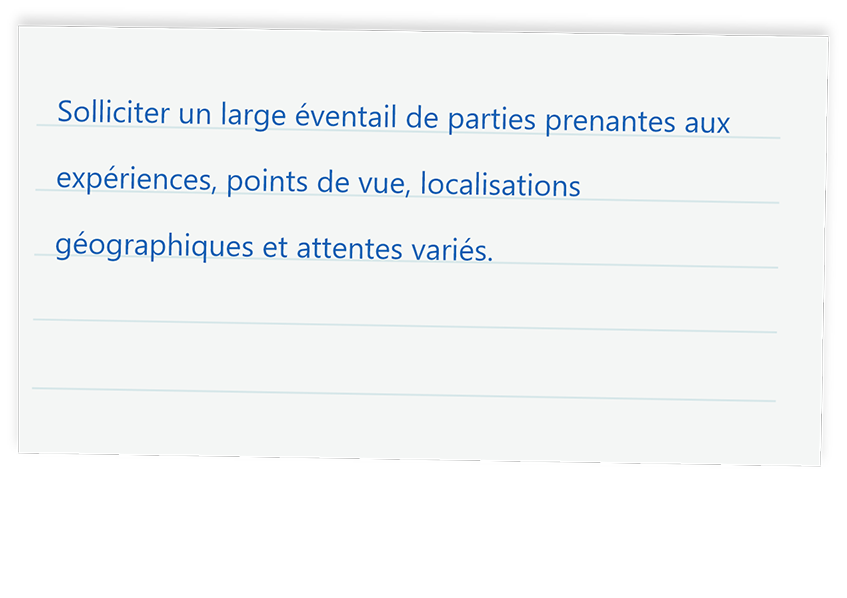 Solliciter un large éventail de parties prenantes aux
expériences, points de vue, localisations
géographiques et attentes variés.